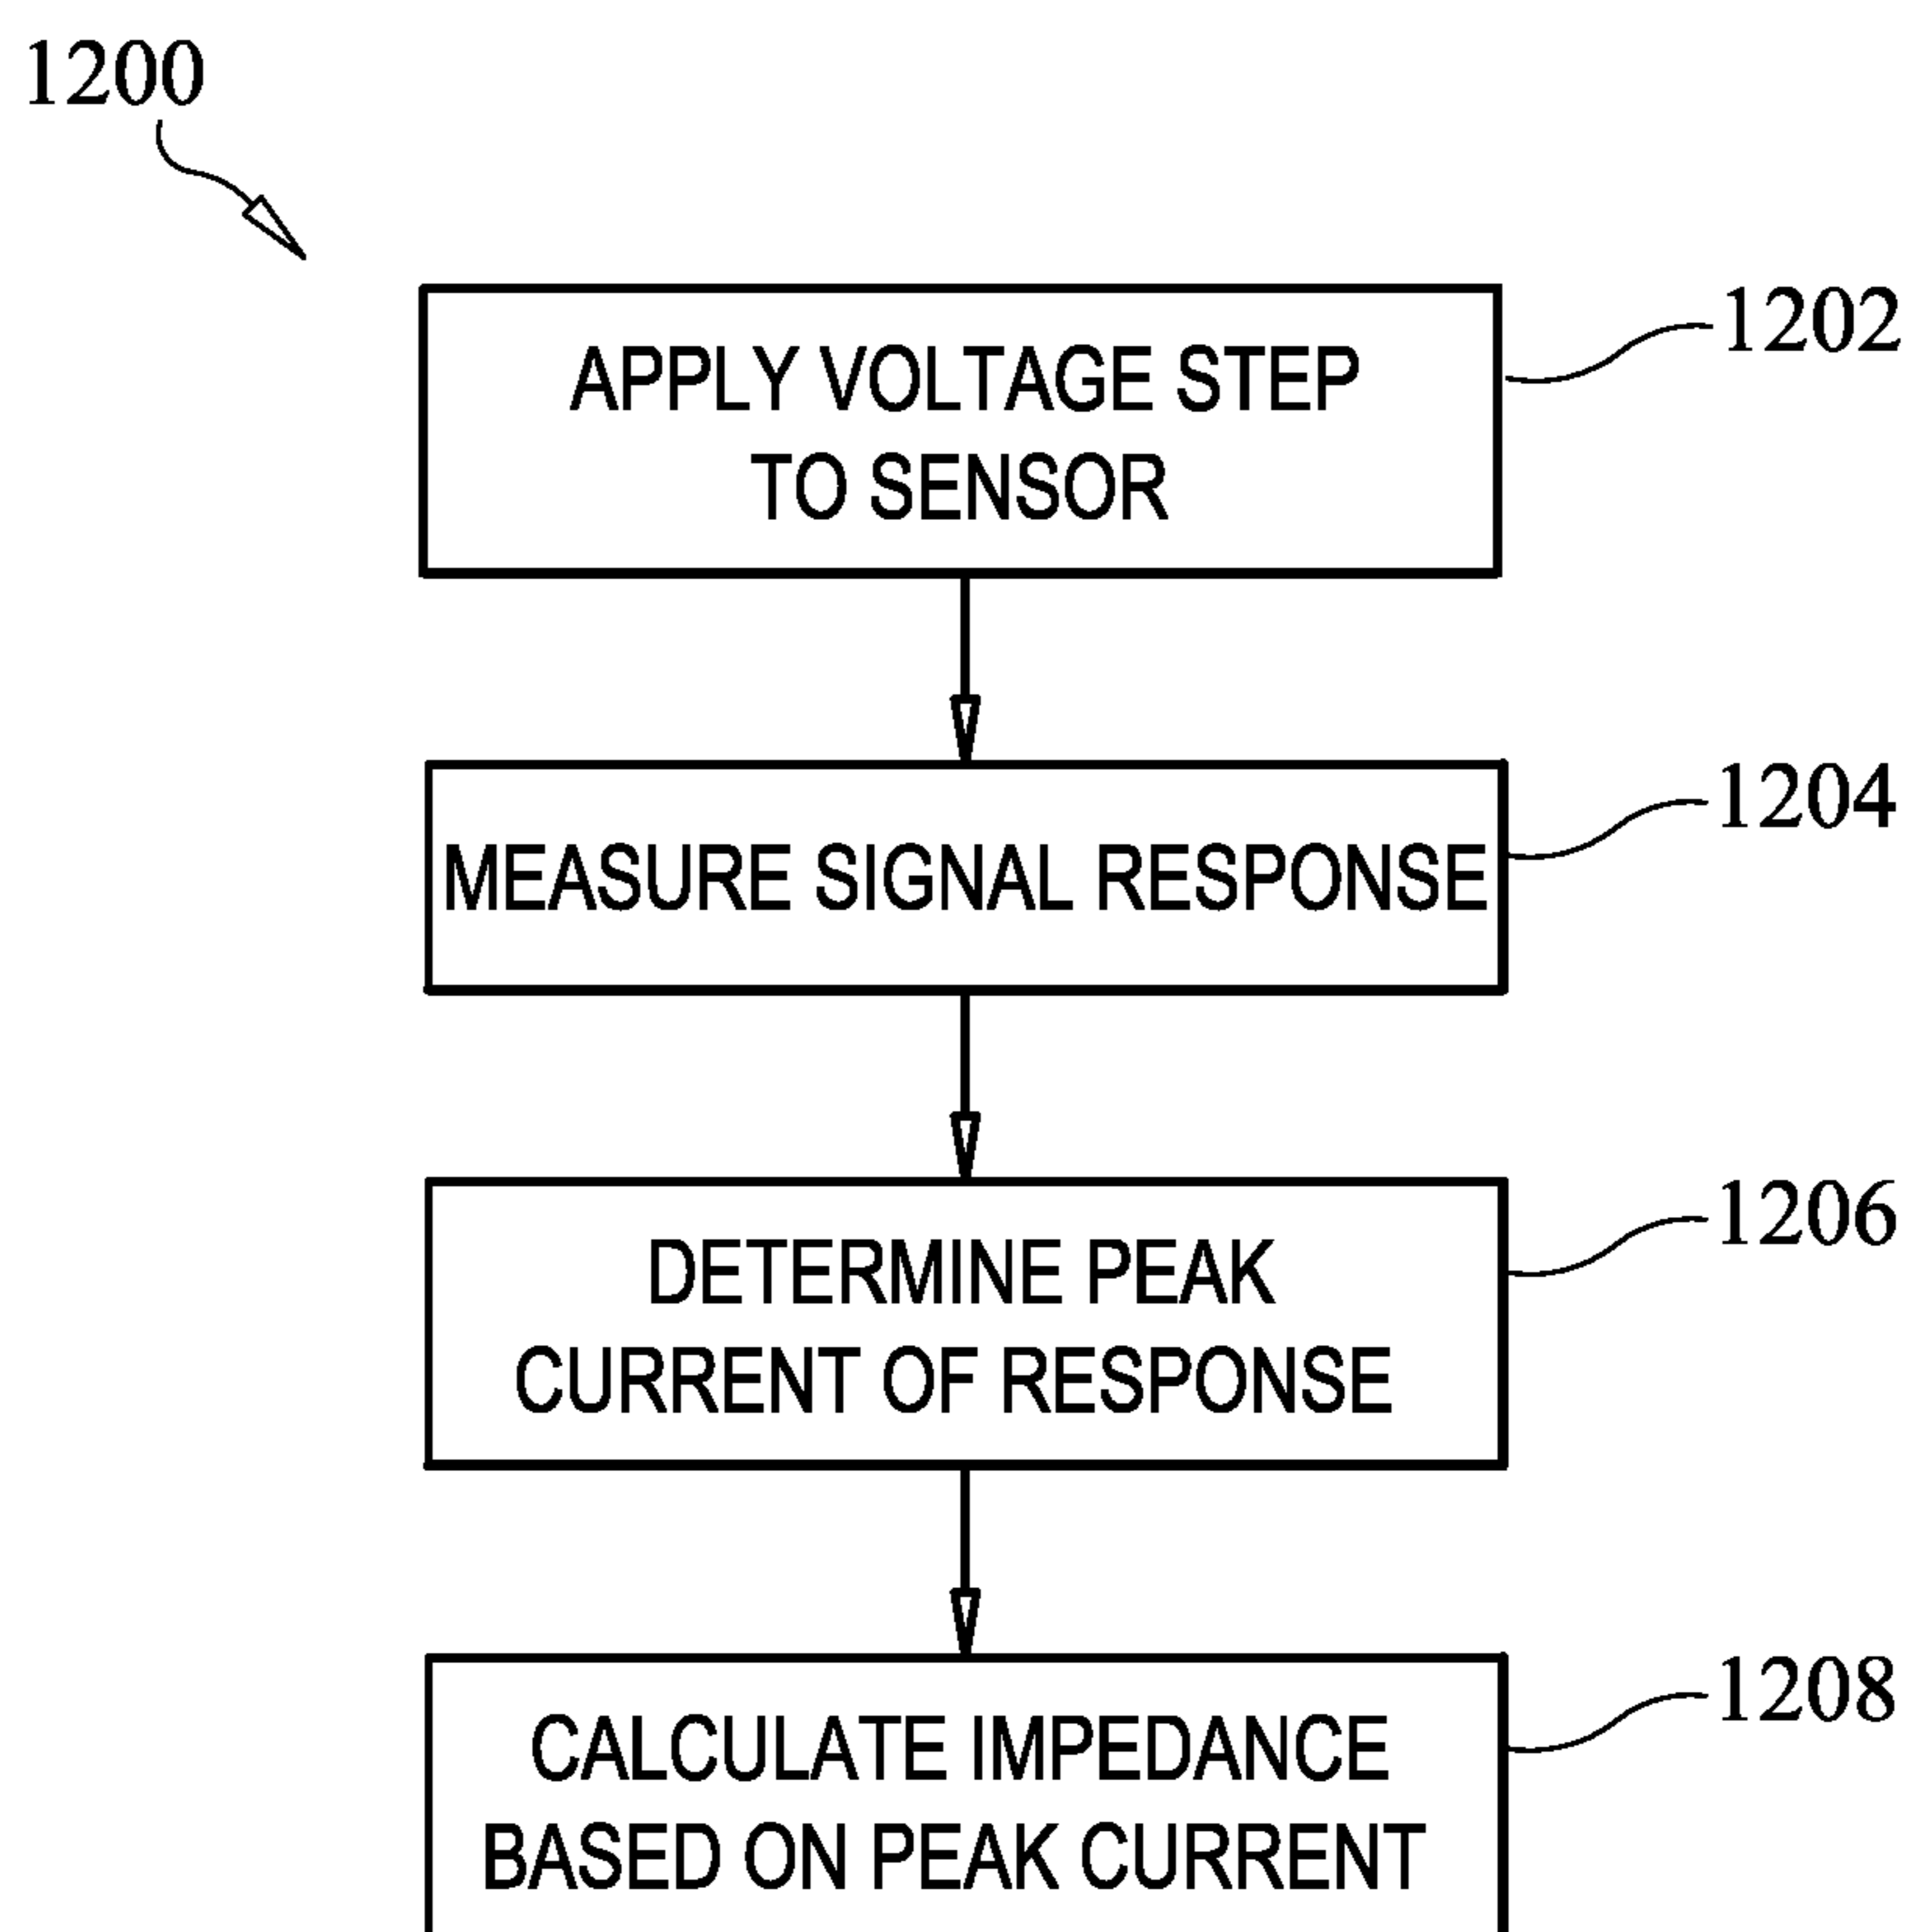 1200
APPLY VOLTAGE STEP
TO SENSOR
1202
MEASURE SIGNAL RESPONSE
1204
DETERMINE PEAK
CURRENT OF RESPONSE
1206
CALCULATE IMPEDANCE
BASED ON PEAK CURRENT
1208